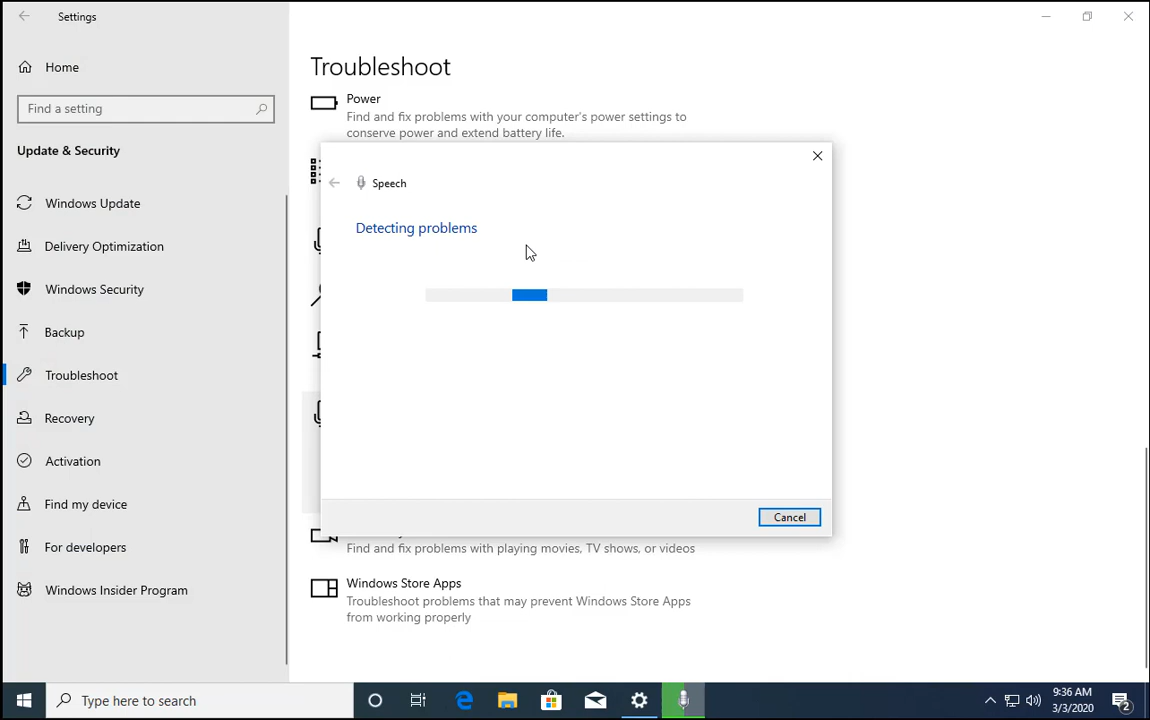 Settings
Home
Find a setting
Update & Security
Windows Update
Delivery Optimization
Windows Security
Backup
Troubleshoot
Recovery
Activation
Find my device
For developers
Windows Insider Program
Troubleshoot
Power
Find and fix problems with your computer's power settings to
conserve power and extend battery life.
Speech
Detecting problems
Cancel
Find and fix problems with playing movies, TV shows, or videos
Windows Store Apps
Troubleshoot problems that may prevent Windows Store Apps
from working properly
Type here to search
9:36 AM
3/3/2020
2